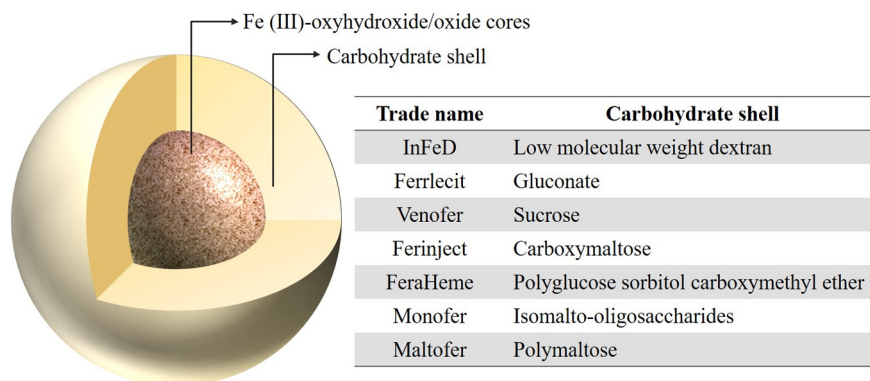 Fe (III)-oxyhydroxide/oxide cores
Carbohydrate shell
Trade name Carbohydrate shell
InFeD Low molecular weight dextran
Ferrlecit Gluconate
Venofer Sucrose
Ferinject Carboxymaltose
FeraHeme Polyglucose sorbitol carboxymethyl ether
Monofer Isomalto-oligosaccharides
Maltofer Polymaltose